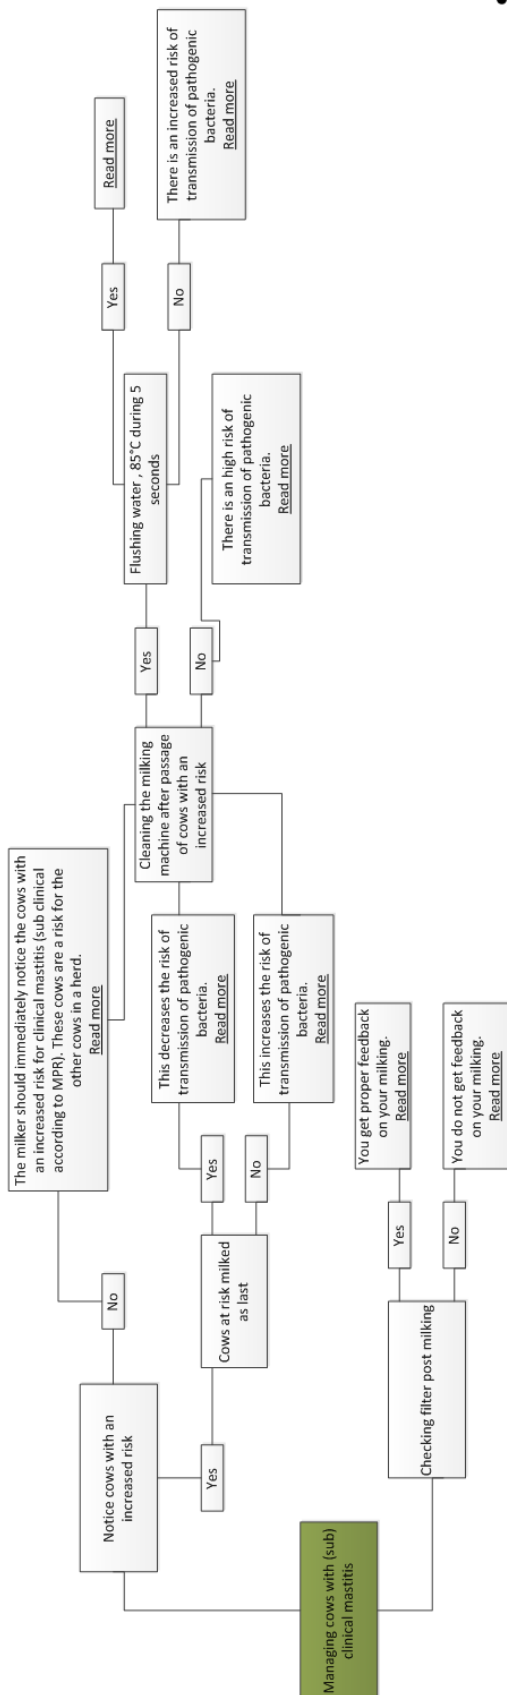 Managing cows with (sub)
clinical mastitis
Notice cows with an
increased risk
No
The milker should immediately notice the cows with
an increased risk for clinical mastitis (sub clinical
according to MPR). These cows are a risk for the
other cows in a herd.
Read more
Yes
Cows at risk milked
as last
Yes
This decreases the risk of
transmission of pathogenic
bacteria.
Read more
No
This increases the risk of
transmission of pathogenic
bacteria.
Read more
Cleaning the milking
machine after passage
of cows with an
increased risk
Yes
Flushing water , 85°C during 5
seconds
Yes
Read more
No
There is an increased risk of
transmission of pathogenic
bacteria.
Read more
No
There is an high risk of
transmission of pathogenic
bacteria.
Read more
Checking filter post milking
Yes
You get proper feedback
on your milking.
Read more
No
You do not get feedback
on your milking.
Read more